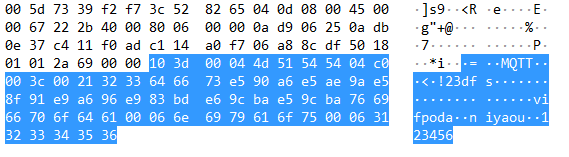 00 5d 73 39 f2 f7 3c 52 82 65 04 0d 08 00 45 00 ·]s9··<R ·e····E·
00 67 22 2b 40 00 80 06 00 00 0a d9 06 25 0a db ·g"+@··· ·····%··
0e 37 c4 11 f0 ad c1 14 a0 f7 06 a8 8c df 50 18 ·7······ ······P·
01 01 2a 69 00 00 10 3d 00 04 4d 51 54 54 04 c0 ··*i···= ··MQTT··
00 3c 00 21 32 33 64 66 73 e5 90 a6 e5 ae 9a e5 ·<·!23df s·······
8f 91 e9 a6 96 e9 83 bd e6 9c ba e5 9c ba 76 69 ········ ······vi
66 70 6f 64 61 00 06 6e 69 79 61 6f 75 00 06 31 fpoda··n iyaou··1
32 33 34 35 36 23456